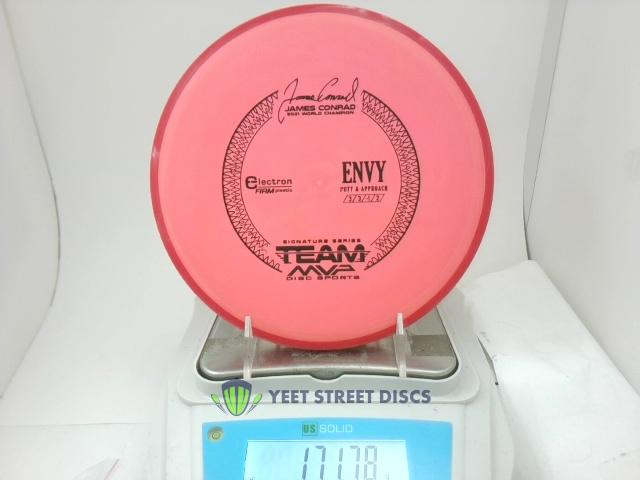 James Conrad
JAMES CONRAD
2021 WORLD CHAMPION
electron
FIRM plastic
ENVY
PUTT & APPROACH
SIGNATURE SERIES
TEAM
MVP
DISC SPORTS
YEET STREET DISCS
US SOLID
171.78